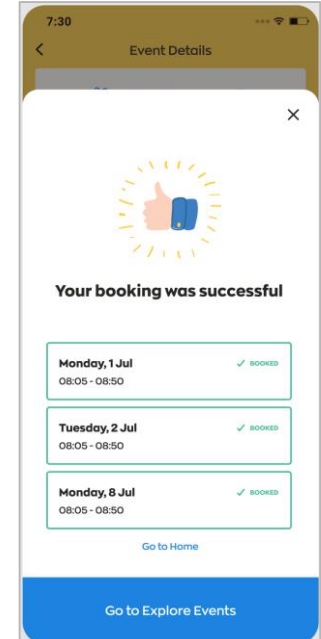 7:30
Event Details
Your booking was successful
Monday, 1 Jul
BOOKED
08:05 - 08:50
Tuesday, 2 Jul
BOOKED
08:05 - 08:50
Monday, 8 Jul
BOOKED
08:05 - 08:50
Go to Home
Go to Explore Events